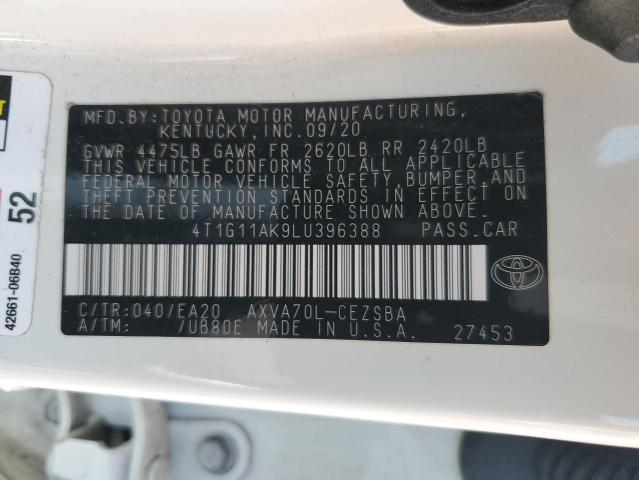 MFD.BY:TOYOTA MOTOR MANUFACTURING,
KENTUCKY,INC.09/20
GVWR 4475LB GAWR FR 2620LB RR 2420LB
THIS VEHICLE CONFORMS TO ALL APPLICABLE
FEDERAL MOTOR VEHICLE SAFETY,BUMPER,AND
THEFT PREVENTION STANDARDS IN EFFECT ON
THE DATE OF MANUFACTURE SHOWN ABOVE.
4T1G11AK9LU396388 PASS.CAR
C/TR:040/EA20 AXVA70L-CEZSBA
A/TM: /UB80E MADE IN U.S.A. 27453
TOYOTA
52
42661-06B40